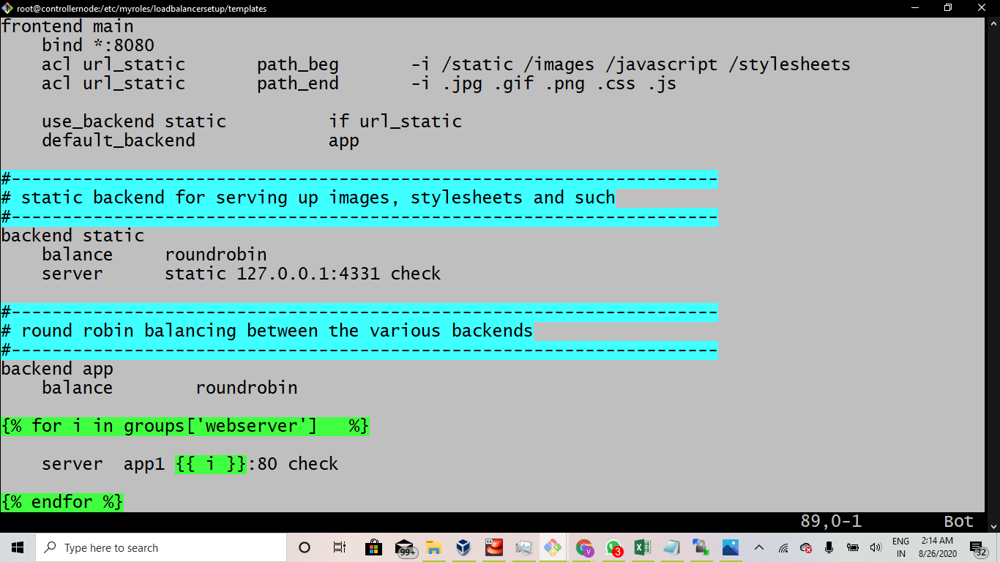 root@controllernode:/etc/myroles/loadbalancersetup/templates
frontend main
    bind *:8080
    acl url_static       path_beg       -i /static /images /javascript /stylesheets
    acl url_static       path_end       -i .jpg .gif .png .css .js
    use_backend static          if url_static
    default_backend             app
#---------------------------------------------------------------------
# static backend for serving up images, stylesheets and such
#---------------------------------------------------------------------
backend static
    balance     roundrobin
    server      static 127.0.0.1:4331 check
#---------------------------------------------------------------------
# round robin balancing between the various backends
#---------------------------------------------------------------------
backend app
    balance        roundrobin
{% for i in groups['webserver']   %}
    server  app1 {{ i }}:80 check
{% endfor %}
89,0-1        Bot
Type here to search
99+
64
V
3
ENG
IN
2:14 AM
8/26/2020
32